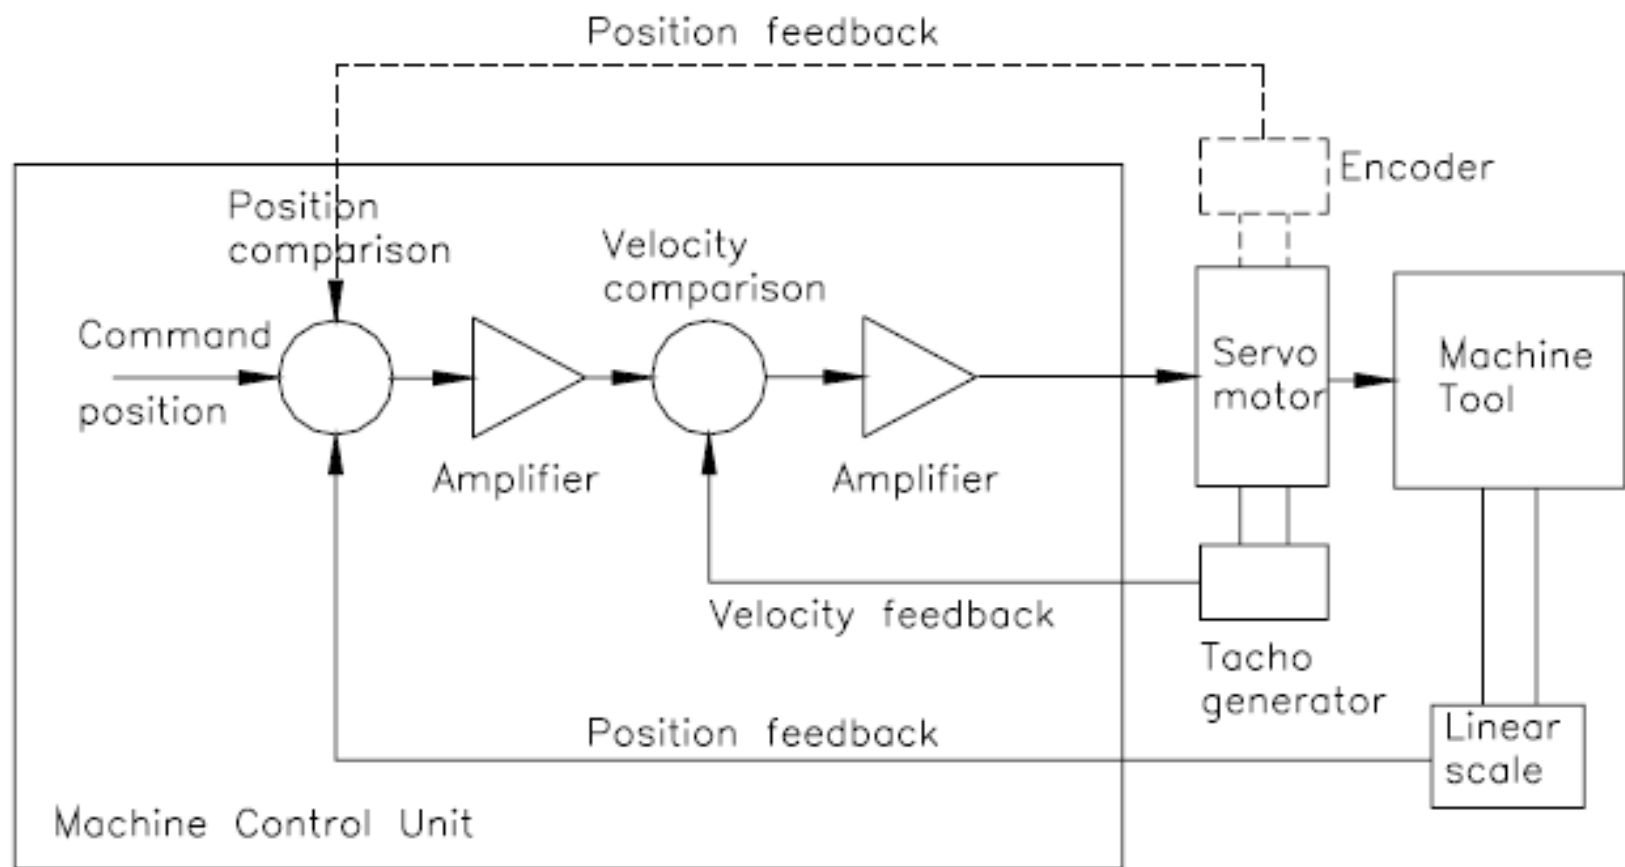 Position feedback
Encoder
Position
comparison
Velocity
comparison
Command
position
Amplifier
Amplifier
Servo
motor
Machine
Tool
Velocity feedback
Tacho
generator
Position feedback
Linear
scale
Machine Control Unit